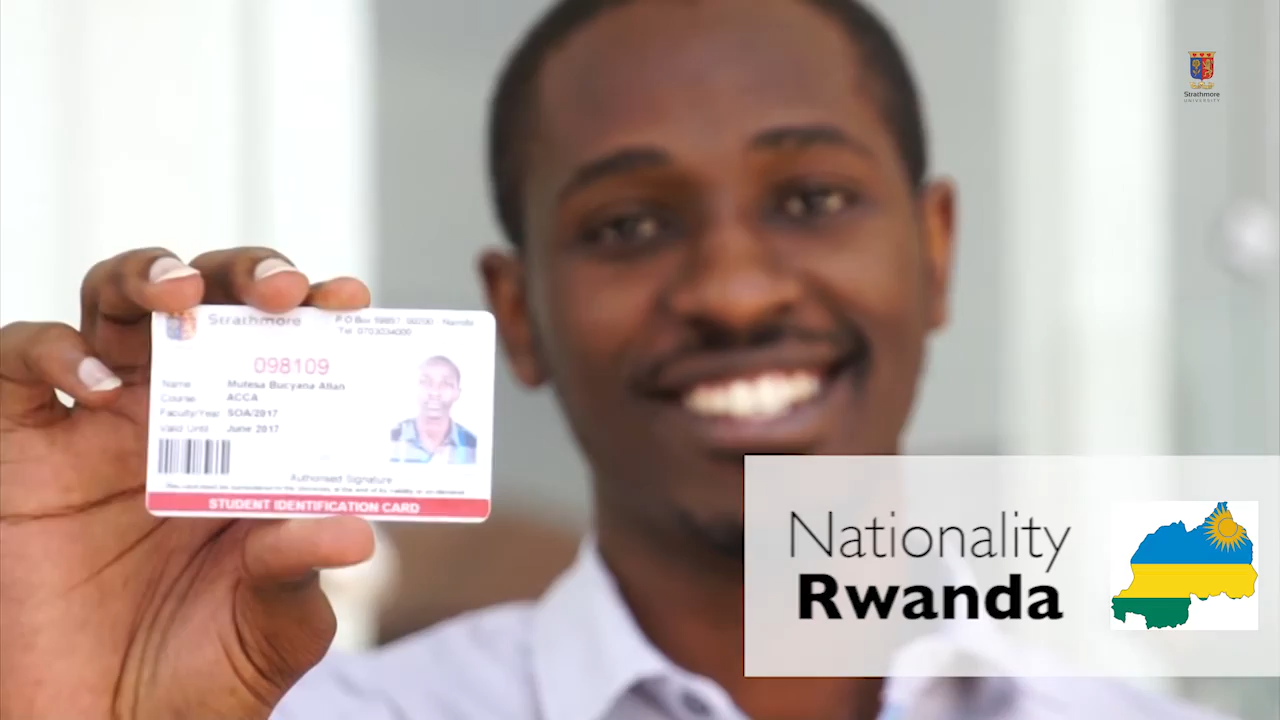 Strathmore
UNIVERSITY
Strathmore
P O Box 59857 00200 Nairobi
Tel 0703034000
098109
Name Mutesa Bucyana Allan
Course ACCA
Faculty/Year SOA/2017
Valid Until June 2017
Authorised Signature
STUDENT IDENTIFICATION CARD
Nationality
Rwanda